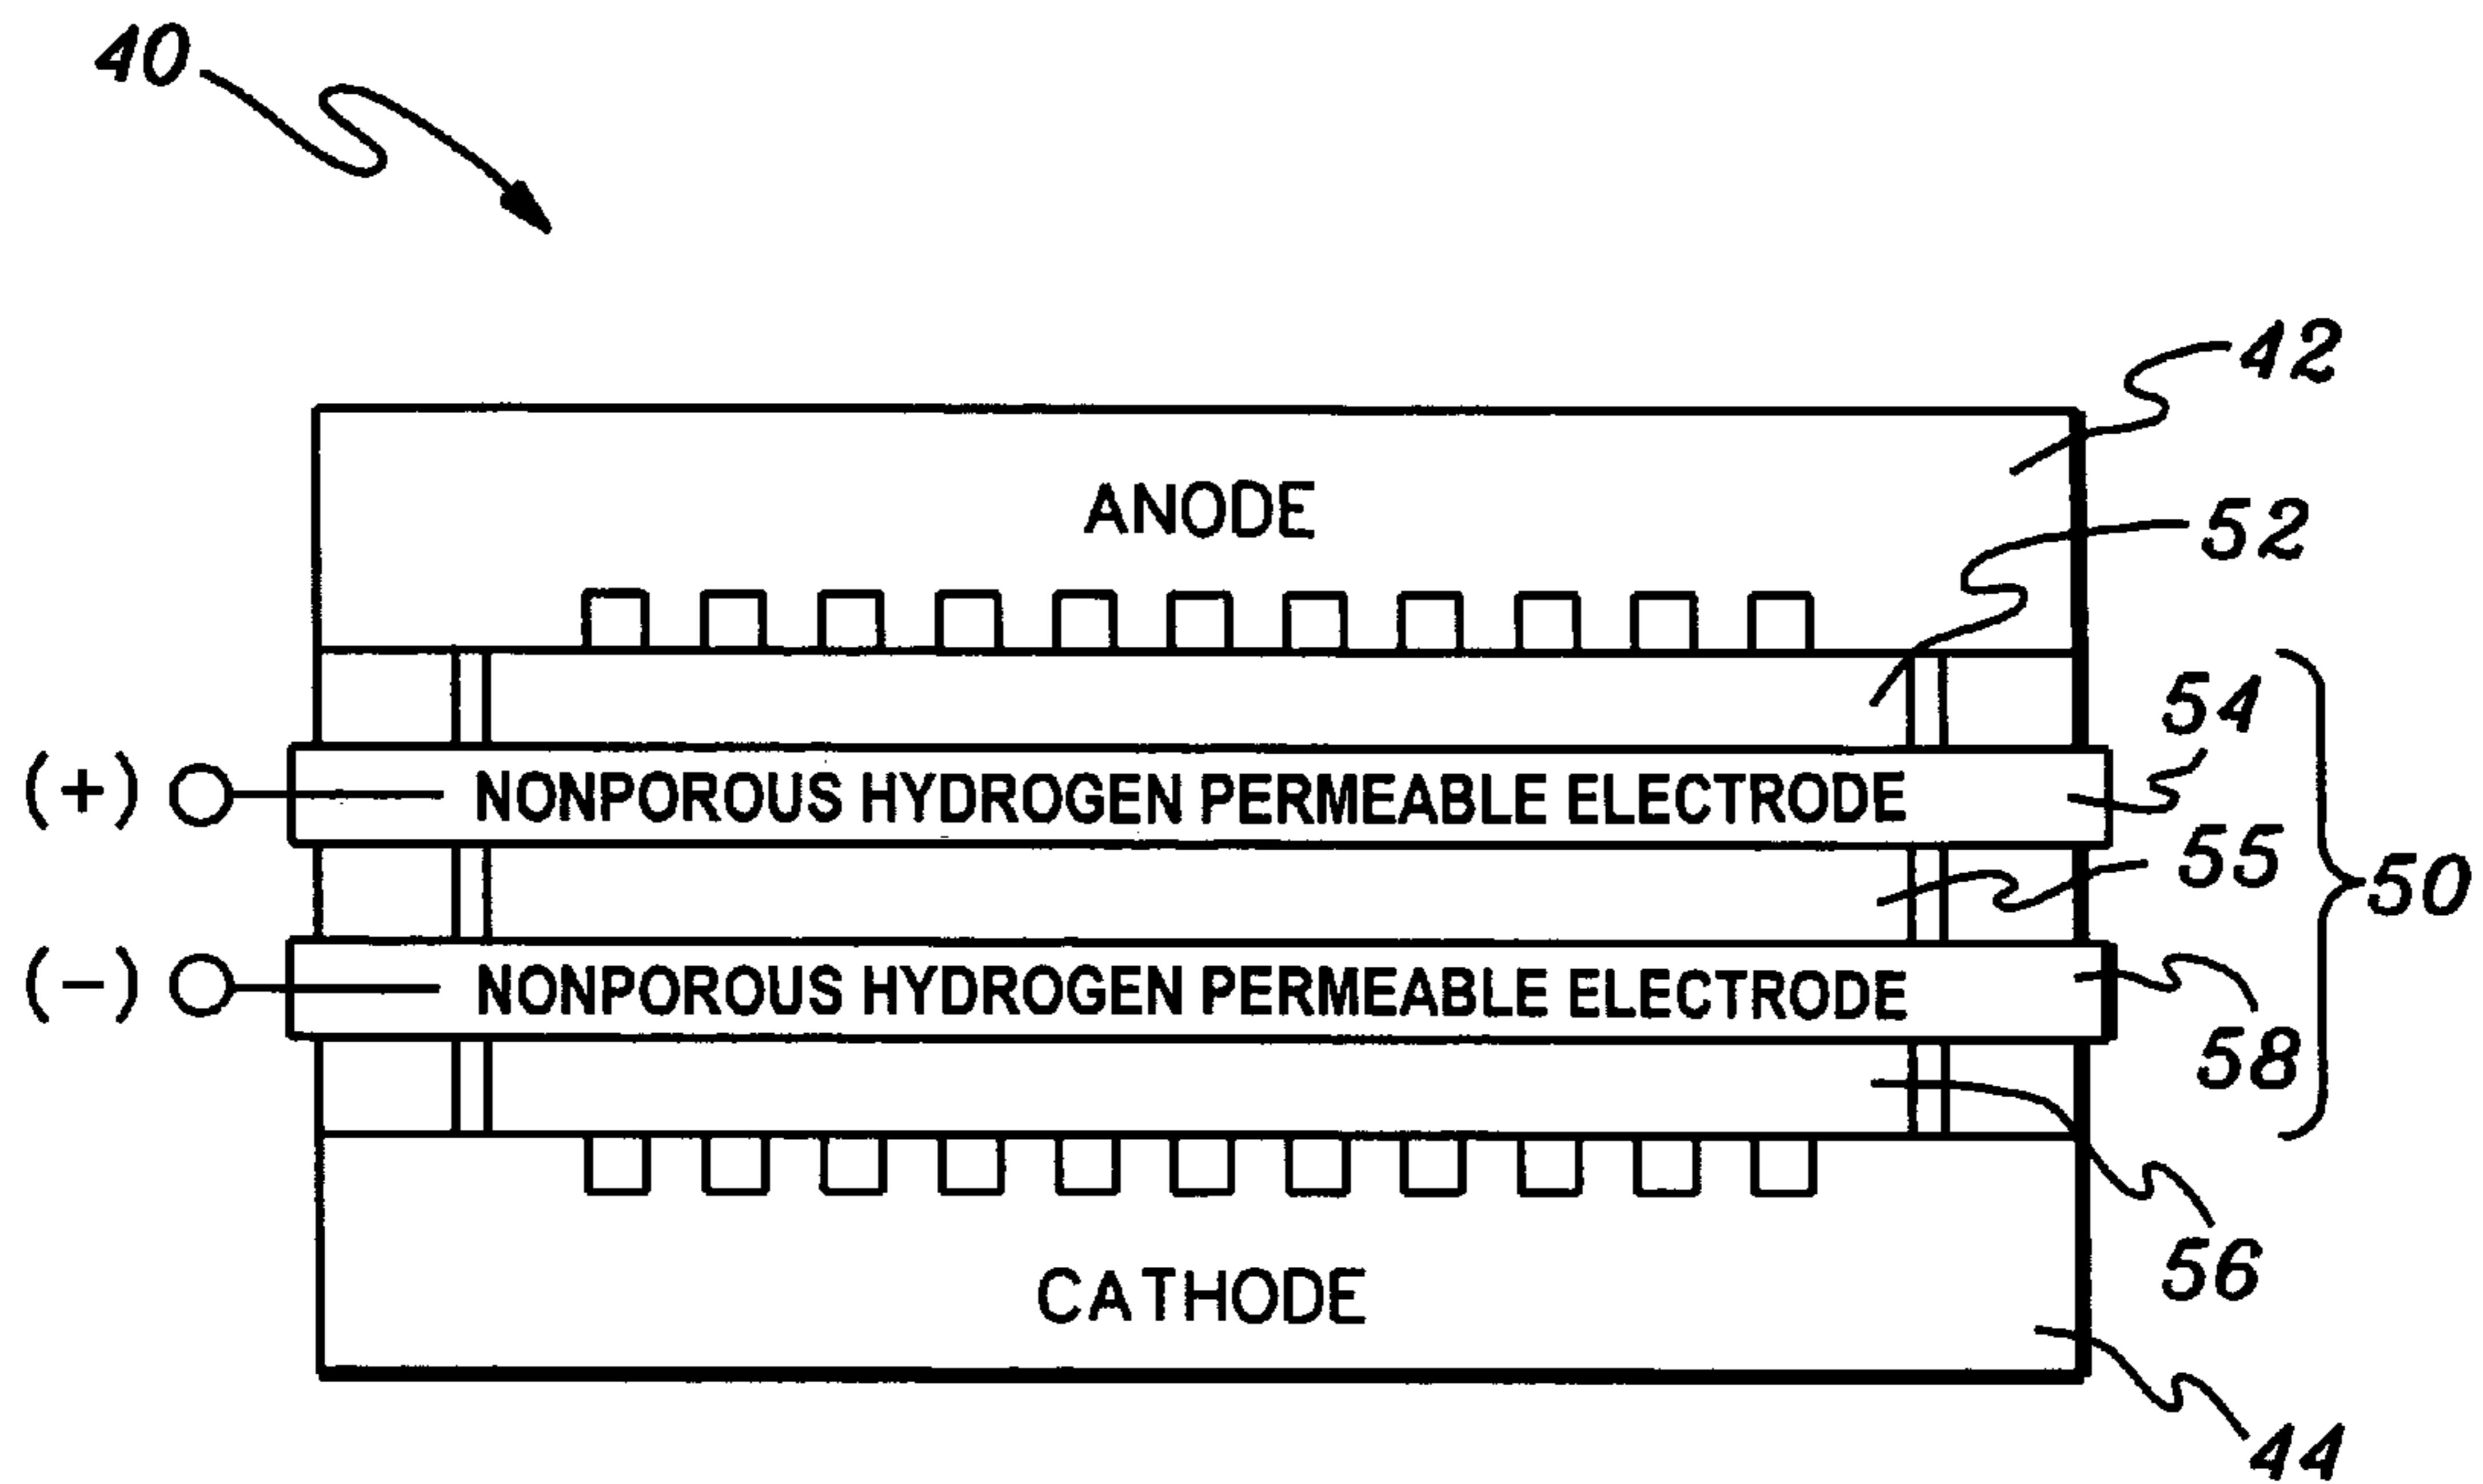 40
42
ANODE
52
54
(+) NONPOROUS HYDROGEN PERMEABLE ELECTRODE
55
50
(-) NONPOROUS HYDROGEN PERMEABLE ELECTRODE
58
56
CATHODE
44